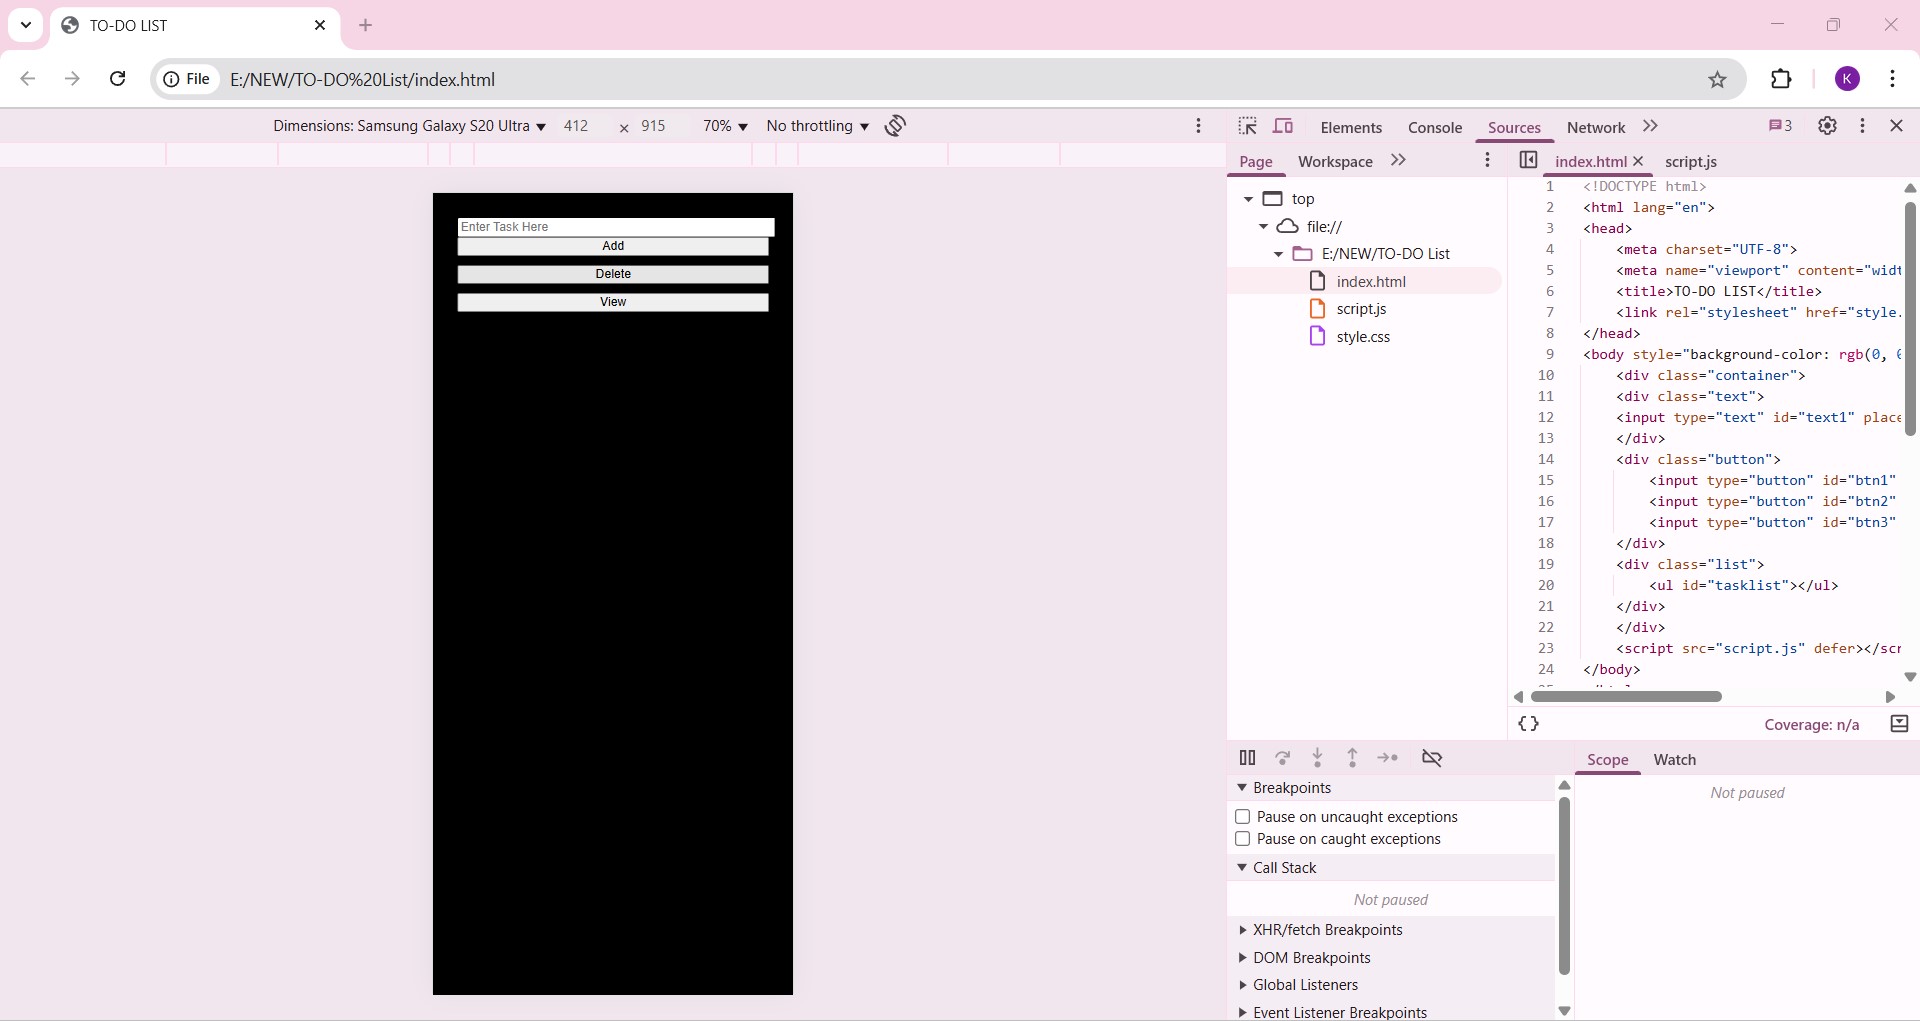 TO-DO LIST
File E:/NEW/TO-DO%20List/index.html
K
Dimensions: Samsung Galaxy S20 Ultra 412 x 915 70% No throttling
Enter Task Here
Add
Delete
View
Elements Console Sources Network 3
Page Workspace
top
file://
E:/NEW/TO-DO List
index.html
script.js
style.css
index.html script.js
1 <!DOCTYPE html>
2 <html lang="en">
3 <head>
4 <meta charset="UTF-8">
5 <meta name="viewport" content="widt
6 <title>TO-DO LIST</title>
7 <link rel="stylesheet" href="style.
8 </head>
9 <body style="background-color: rgb(0, 0
10 <div class="container">
11 <div class="text">
12 <input type="text" id="text1" place
13 </div>
14 <div class="button">
15 <input type="button" id="btn1"
16 <input type="button" id="btn2"
17 <input type="button" id="btn3"
18 </div>
19 <div class="list">
20 <ul id="tasklist"></ul>
21 </div>
22 </div>
23 <script src="script.js" defer></scr
24 </body>
{} Coverage: n/a
Breakpoints
Pause on uncaught exceptions
Pause on caught exceptions
Call Stack
Not paused
XHR/fetch Breakpoints
DOM Breakpoints
Global Listeners
Event Listener Breakpoints
Scope Watch
Not paused